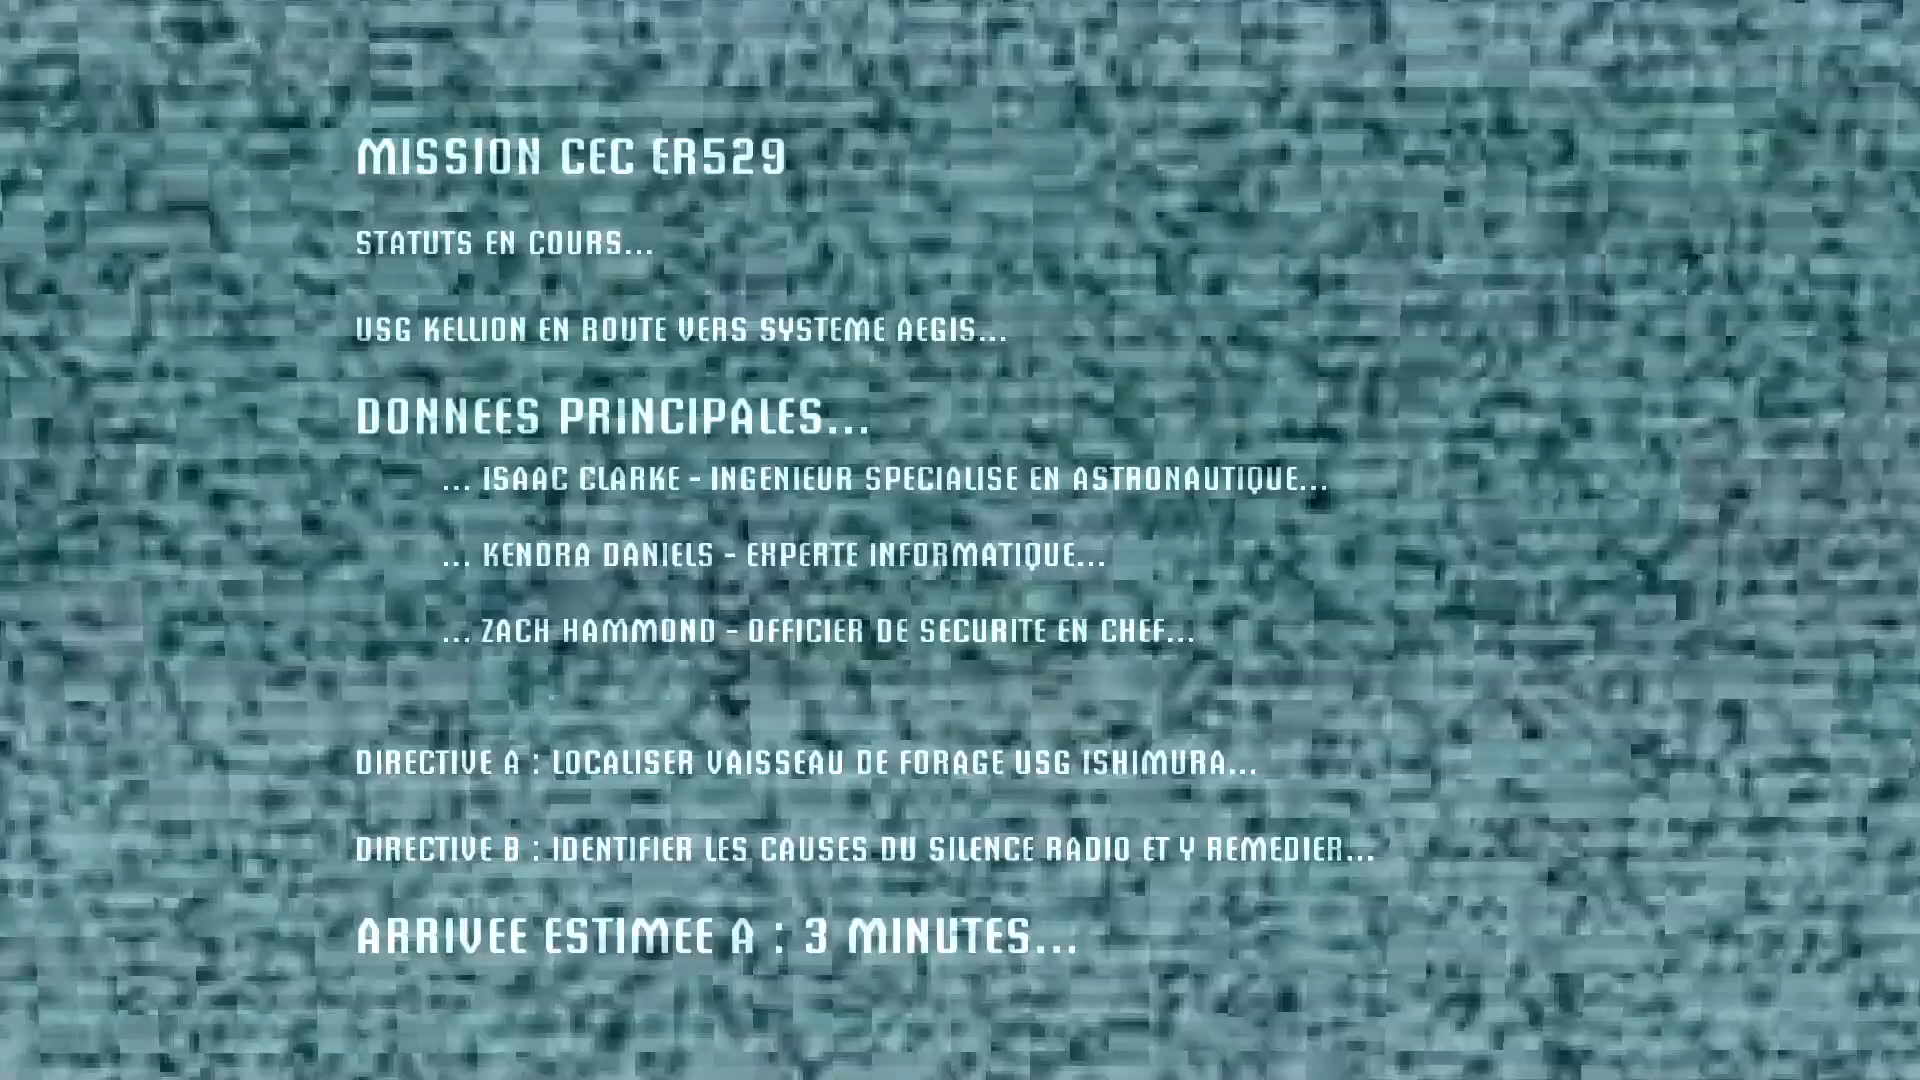 MISSION CEC ER529
STATUTS EN COURS...
USG KELLION EN ROUTE VERS SYSTEME AEGIS...
DONNEES PRINCIPALES...
... ISAAC CLARKE - INGENIEUR SPECIALISE EN ASTRONAUTIQUE...
... KENDRA DANIELS - EXPERTE INFORMATIQUE...
... ZACH HAMMOND - OFFICIER DE SECURITE EN CHEF...
DIRECTIVE A : LOCALISER VAISSEAU DE FORAGE USG ISHIMURA...
DIRECTIVE B : IDENTIFIER LES CAUSES DU SILENCE RADIO ET Y REMEDIER...
ARRIVEE ESTIMEE A : 3 MINUTES...